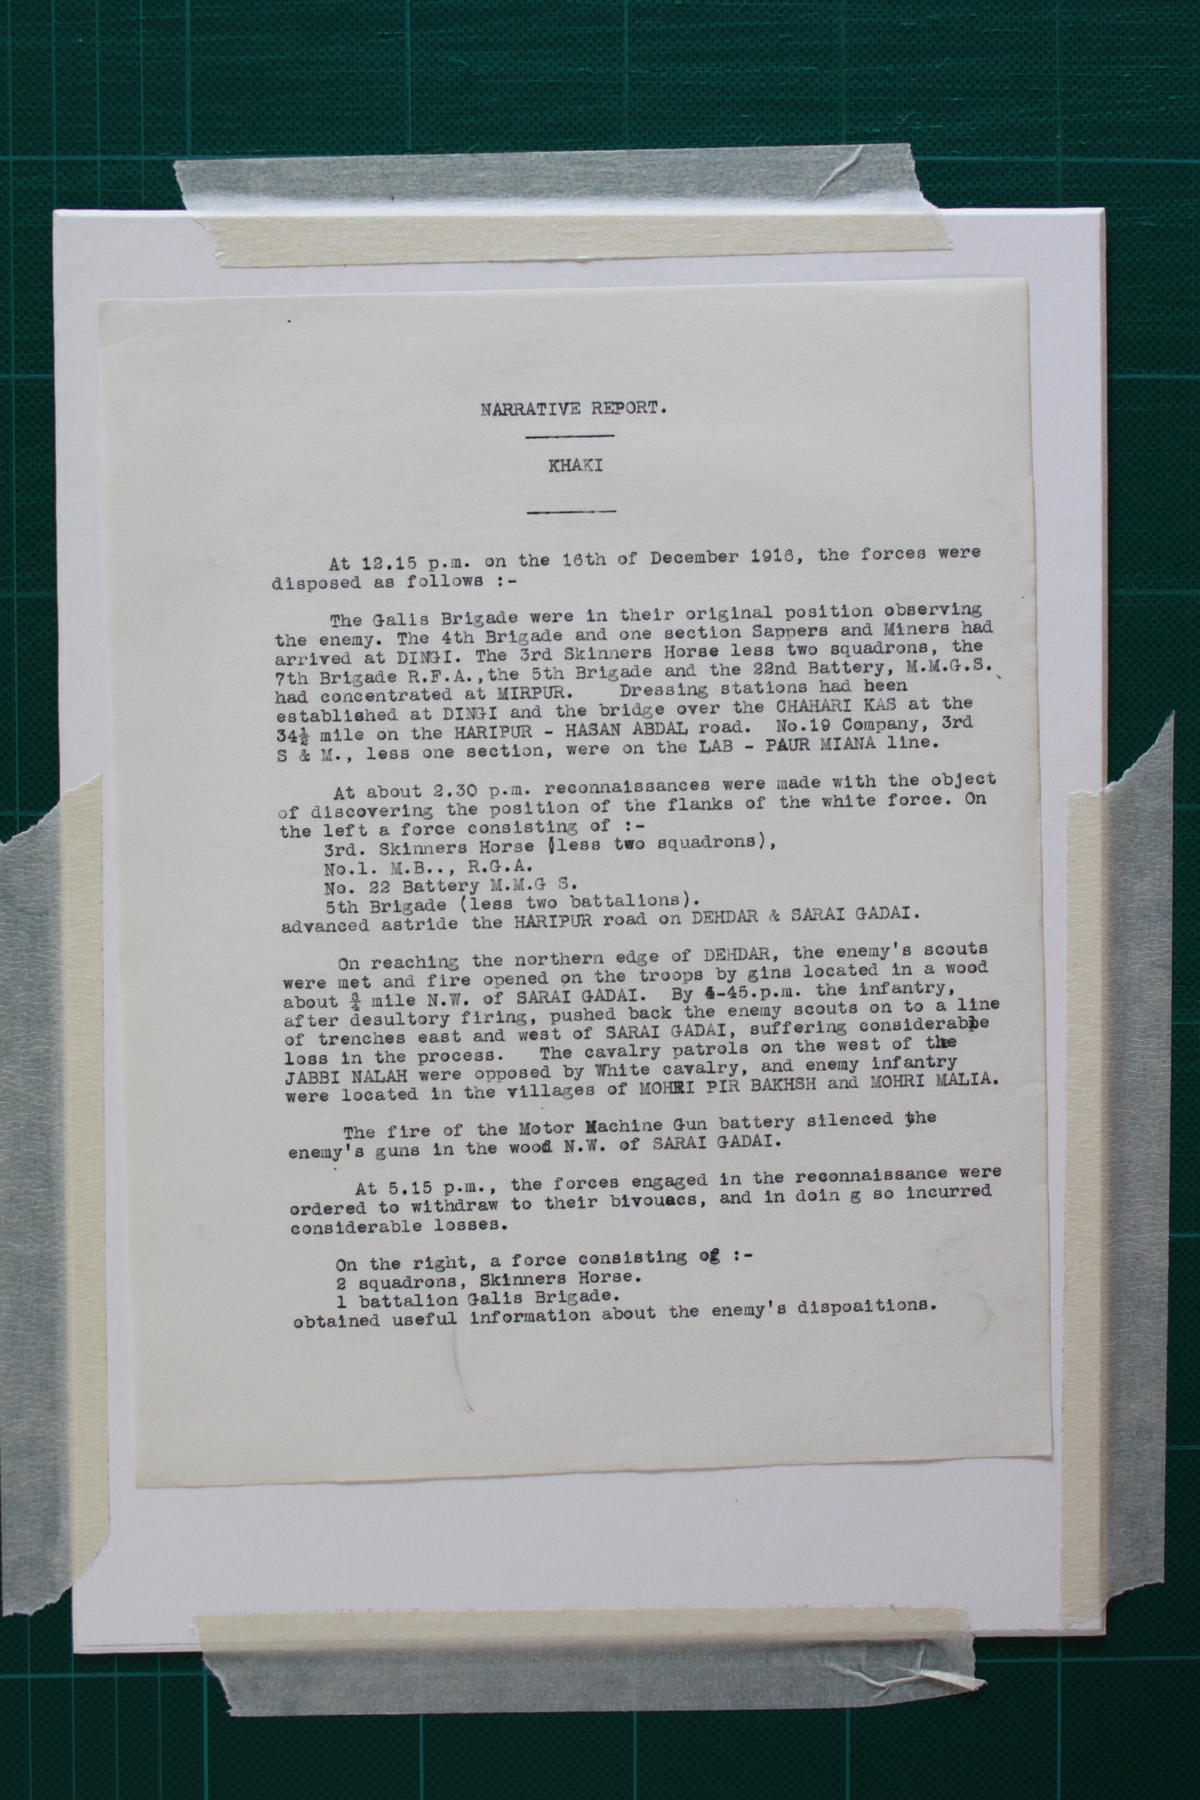 NARRATIVE REPORT.
KHAKI
At 12.15 p.m. on the 16th of December 1916, the forces were
disposed as follows :-
The Galis Brigade were in their original position observing
the enemy. The 4th Brigade and one section Sappers and Miners had
arrived at DINGI. The 3rd Skinners Horse less two squadrons, the
7th Brigade R.F.A.,the 5th Brigade and the 22nd Battery, M.M.G.S.
had concentrated at MIRPUR. Dressing stations had been
established at DINGI and the bridge over the CHAHARI KAS at the
34½ mile on the HARIPUR - HASAN ABDAL road. No.19 Company, 3rd
S & M., less one section, were on the LAB - PAUR MIANA line.
At about 2.30 p.m. reconnaissances were made with the object
of discovering the position of the flanks of the white force. On
the left a force consisting of :-
3rd. Skinners Horse (less two squadrons),
No.1. M.B.., R.G.A.
No. 22 Battery M.M.G S.
5th Brigade (less two battalions).
advanced astride the HARIPUR road on DEHDAR & SARAI GADAI.
On reaching the northern edge of DEHDAR, the enemy's scouts
were met and fire opened on the troops by gins located in a wood
about ¾ mile N.W. of SARAI GADAI. By 4-45.p.m. the infantry,
after desultory firing, pushed back the enemy scouts on to a line
of trenches east and west of SARAI GADAI, suffering considerable
loss in the process. The cavalry patrols on the west of the
JABBI NALAH were opposed by White cavalry, and enemy infantry
were located in the villages of MOHRI PIR BAKHSH and MOHRI MALIA.
The fire of the Motor Machine Gun battery silenced the
enemy's guns in the wood N.W. of SARAI GADAI.
At 5.15 p.m., the forces engaged in the reconnaissance were
ordered to withdraw to their bivouacs, and in doin g so incurred
considerable losses.
On the right, a force consisting of :-
2 squadrons, Skinners Horse.
1 battalion Galis Brigade.
obtained useful information about the enemy's dispoaitions.